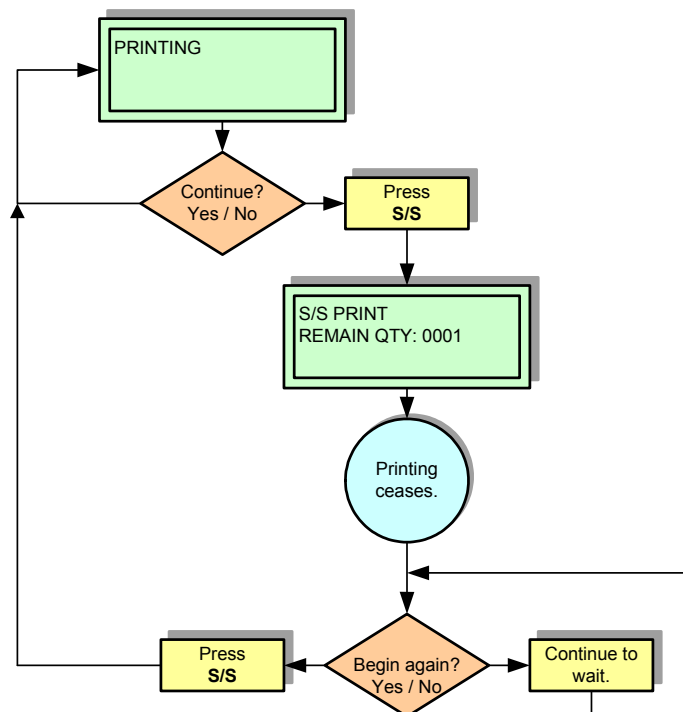 PRINTING
Continue?
Yes / No
Press
S/S
S/S PRINT
REMAIN QTY: 0001
Printing
ceases.
Press
S/S
Begin again?
Yes / No
Continue to
wait.